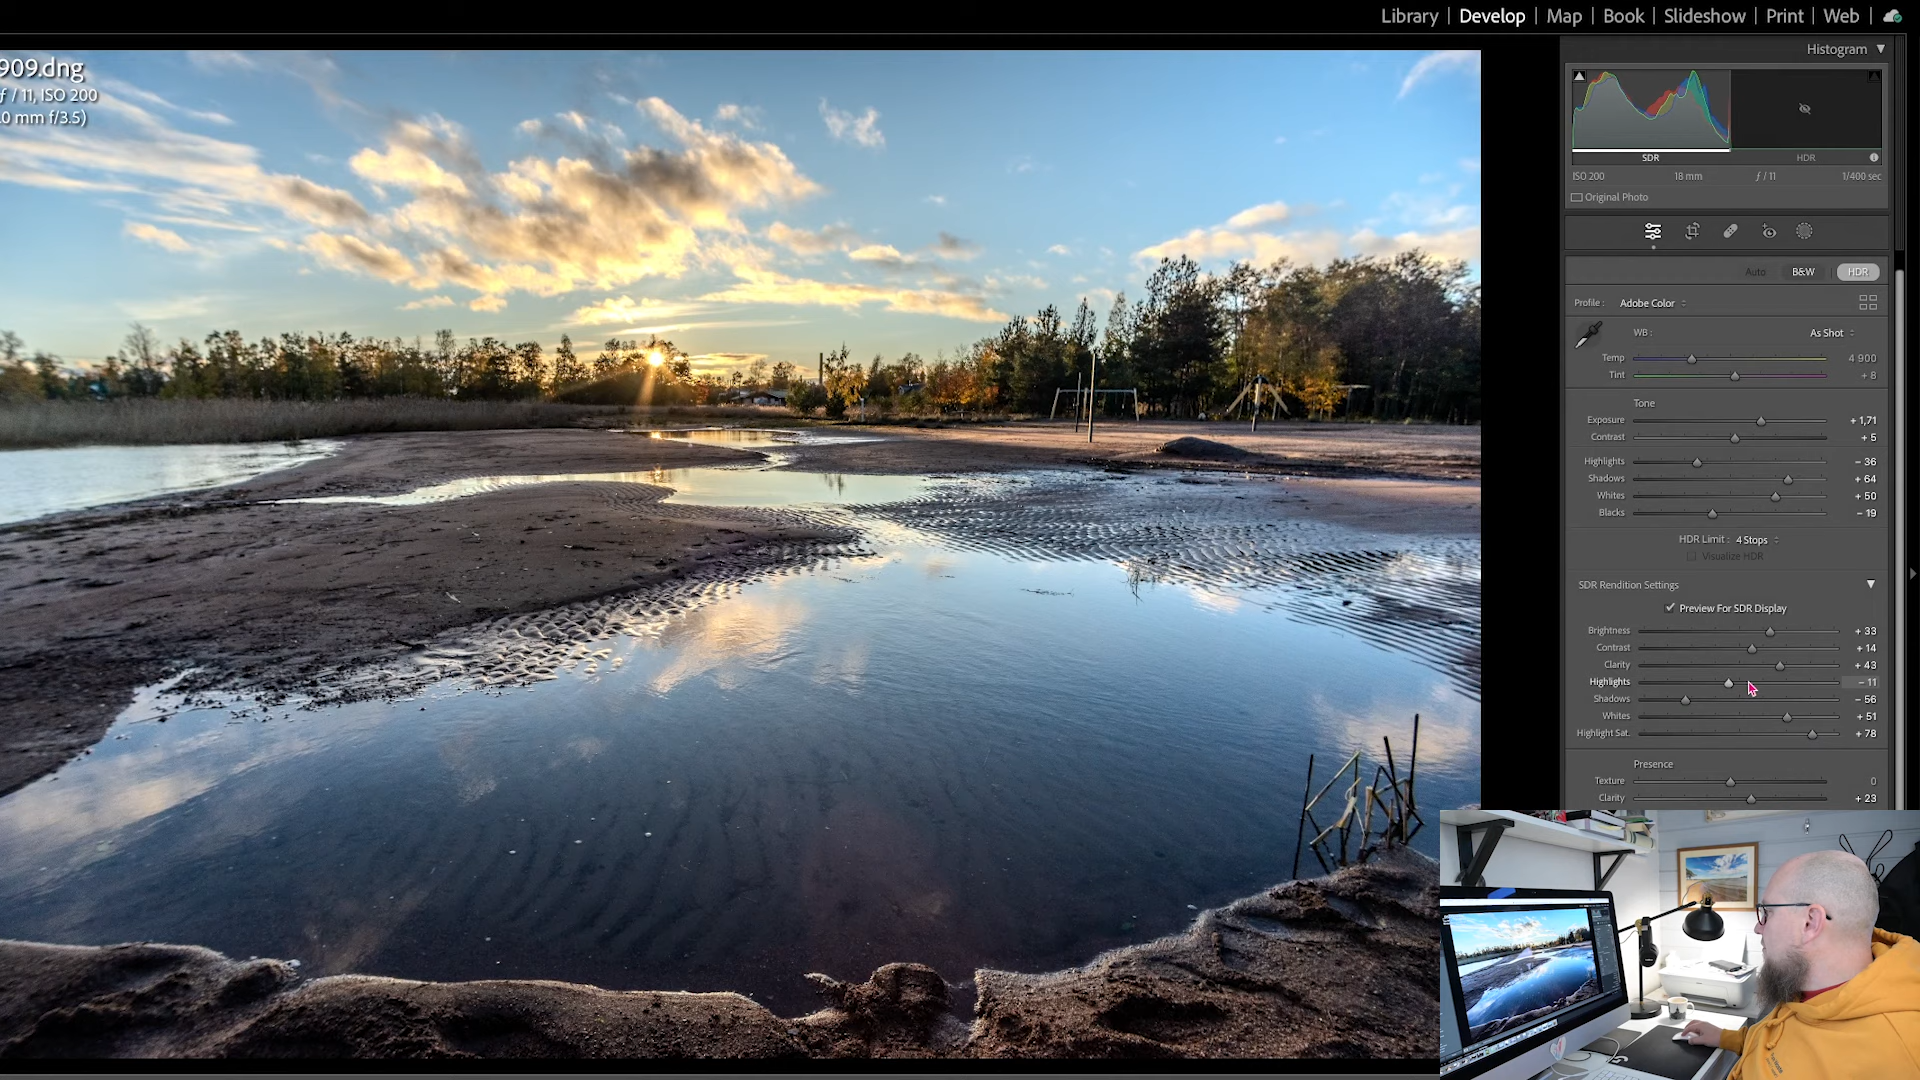 Library | Develop | Map | Book | Slideshow | Print | Web |
909.dng
ƒ / 11, ISO 200
0 mm f/3.5)
Histogram
SDR HDR
ISO 200 18 mm ƒ / 11 1/400 sec
Original Photo
Auto B&W HDR
Profile : Adobe Color
WB : As Shot
Temp 4 900
Tint + 8
Tone
Exposure + 1,71
Contrast + 5
Highlights – 36
Shadows + 64
Whites + 50
Blacks – 19
HDR Limit : 4 Stops
Visualize HDR
SDR Rendition Settings
Preview For SDR Display
Brightness + 33
Contrast + 14
Clarity + 43
Highlights – 11
Shadows – 56
Whites + 51
Highlight Sat. + 78
Presence
Texture 0
Clarity + 23